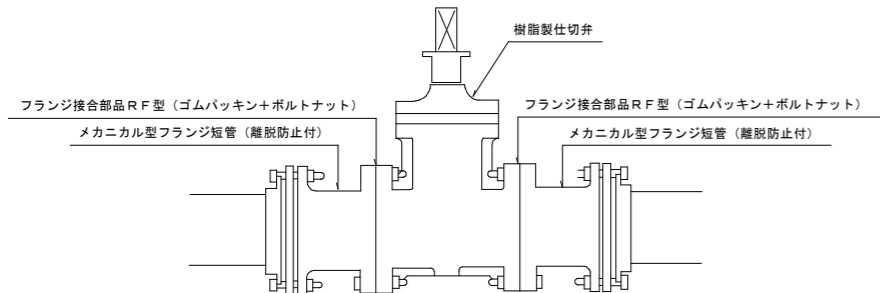 樹脂製仕切弁
フランジ接合部品ＲＦ型（ゴムパッキン＋ボルトナット）
フランジ接合部品ＲＦ型（ゴムパッキン＋ボルトナット）
メカニカル型フランジ短管（離脱防止付）
メカニカル型フランジ短管（離脱防止付）